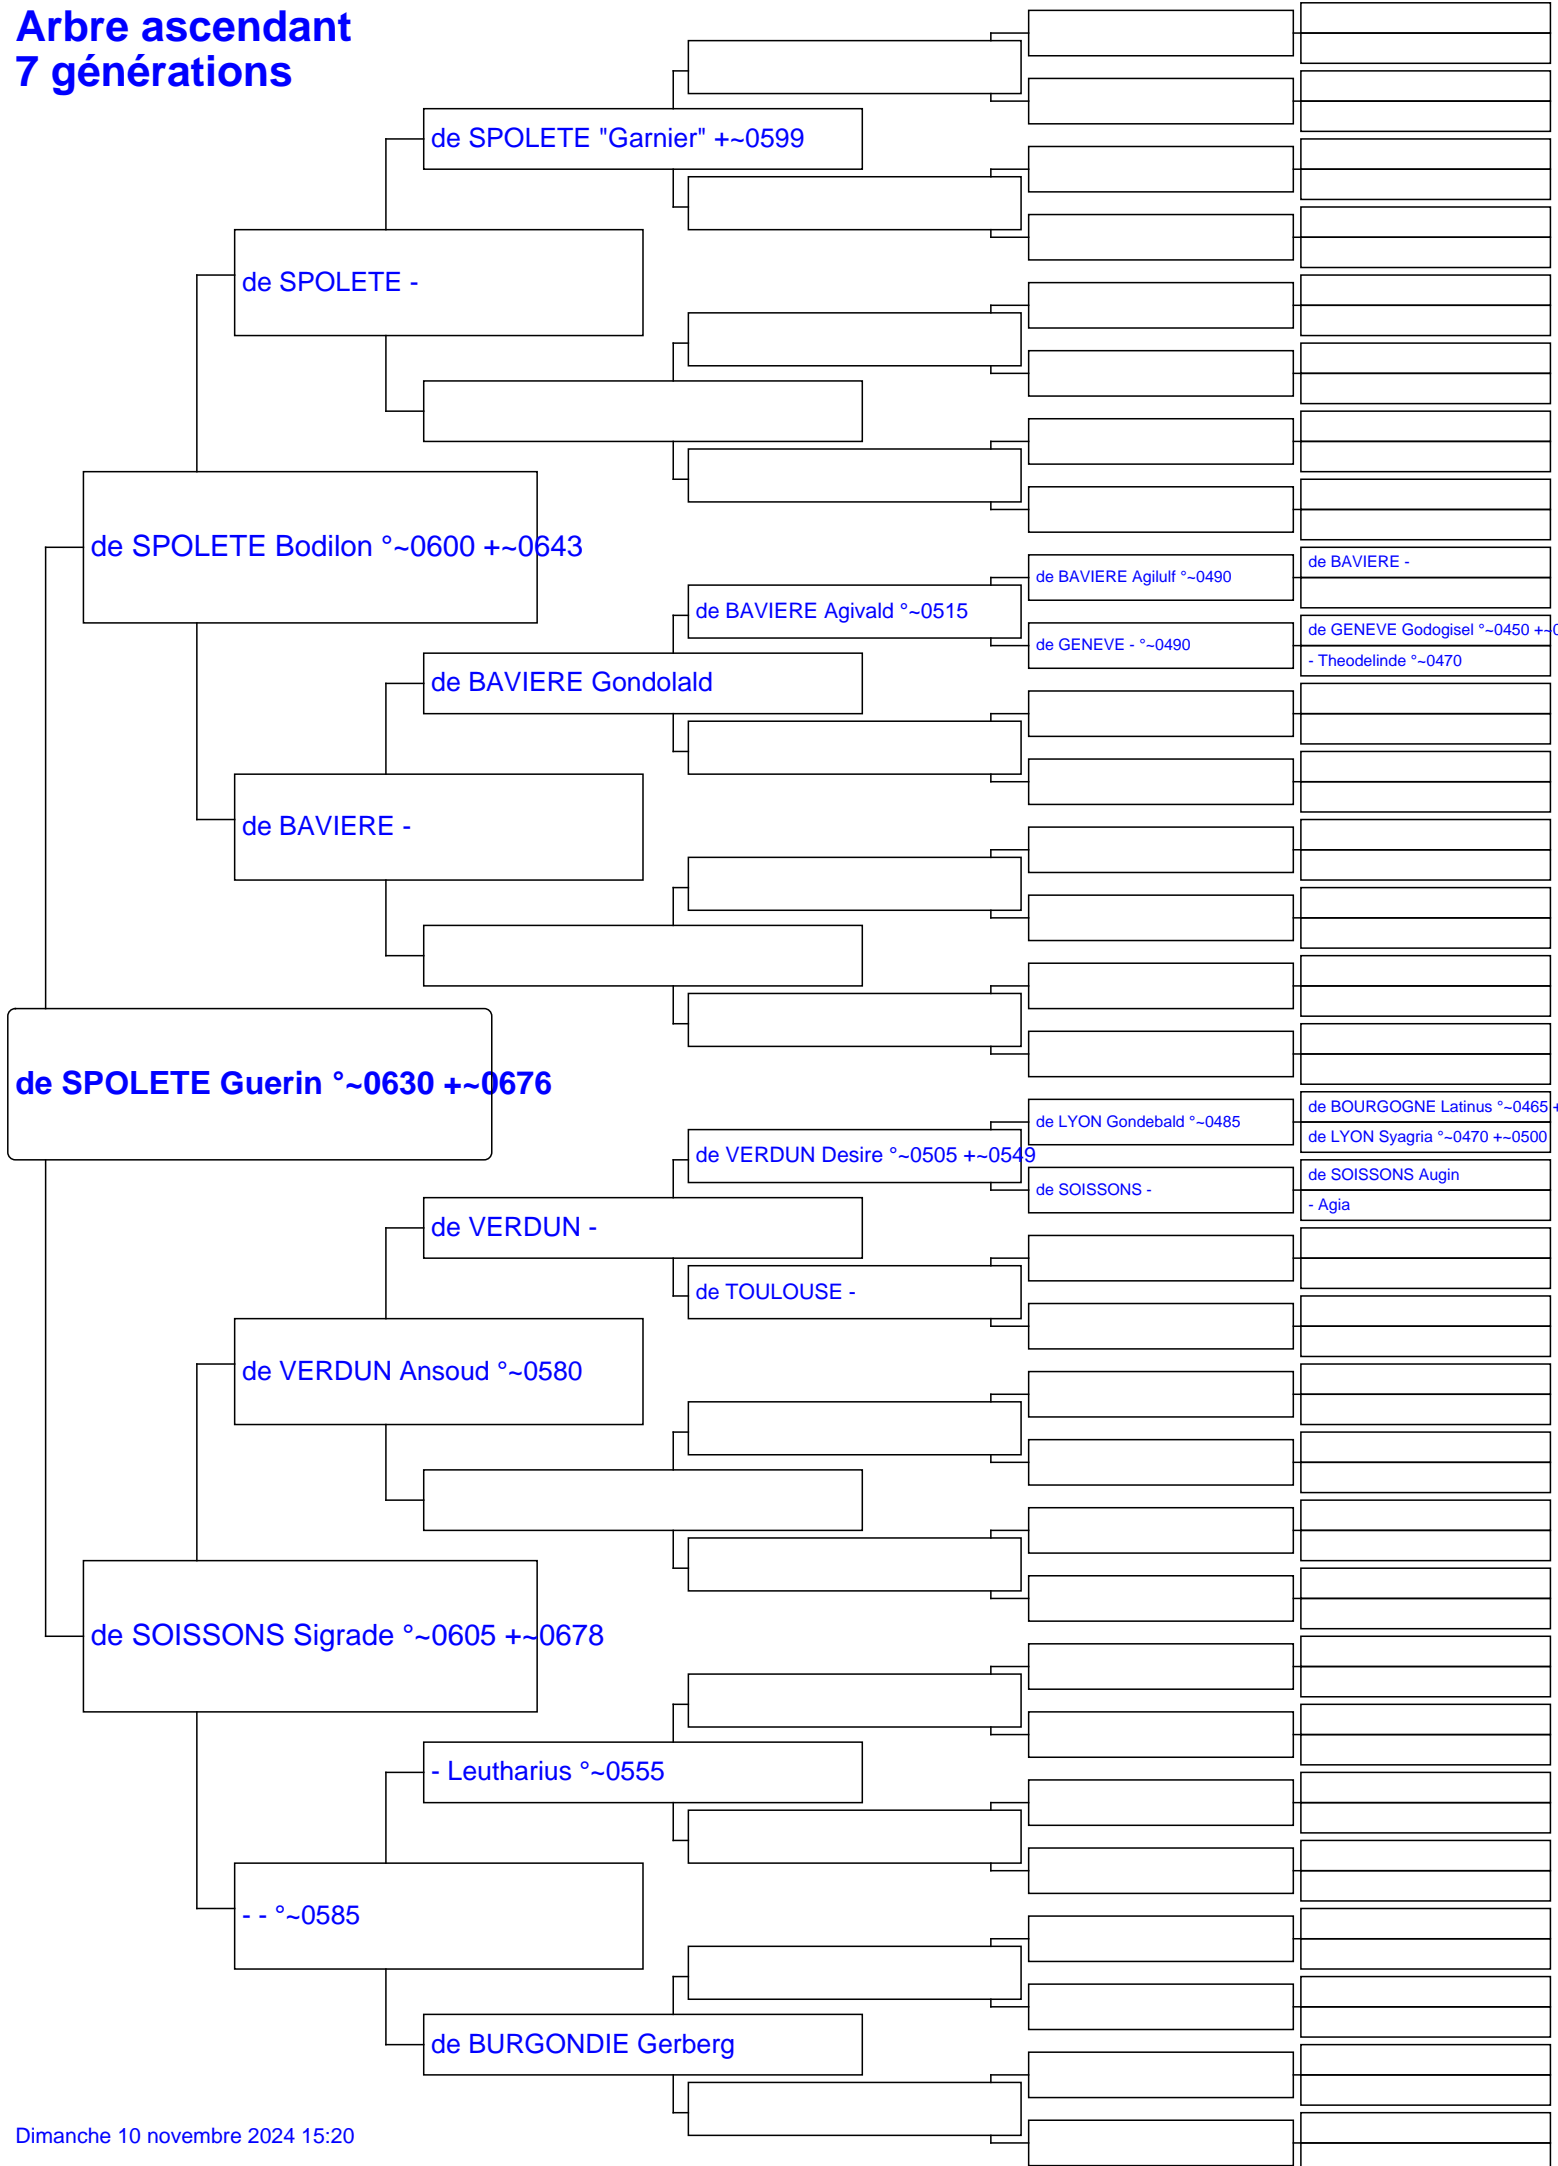 Arbre ascendant
7 générations
de SPOLETE "Garnier" +~0599
de SPOLETE -
de SPOLETE Bodilon °~0600 +~0643
de BAVIERE Agilulf °~0490
de BAVIERE -
de BAVIERE Agivald °~0515
de GENEVE - °~0490
de GENEVE Godogisel °~0450 +~0
- Theodelinde °~0470
de BAVIERE Gondolald
de BAVIERE -
de SPOLETE Guerin °~0630 +~0676
de LYON Gondebald °~0485
de BOURGOGNE Latinus °~0465 +
de LYON Syagria °~0470 +~0500
de VERDUN Desire °~0505 +~0549
de SOISSONS -
de SOISSONS Augin
- Agia
de VERDUN -
de TOULOUSE -
de VERDUN Ansoud °~0580
de SOISSONS Sigrade °~0605 +~0678
- Leutharius °~0555
- - °~0585
de BURGONDIE Gerberg
Dimanche 10 novembre 2024 15:20